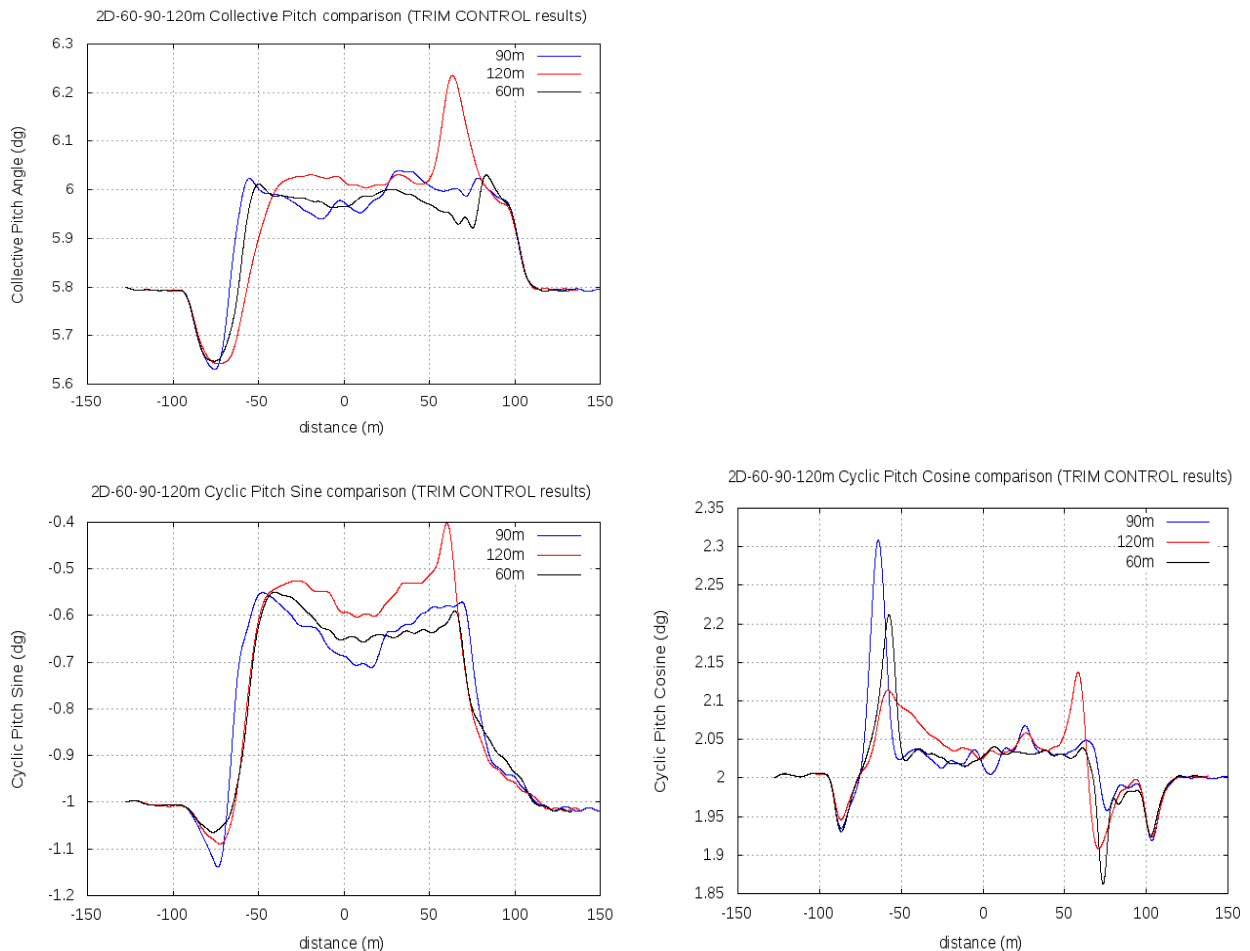 2D-60-90-120m Collective Pitch comparison (TRIM CONTROL results)
6.3
6.2
6.1
6
5.9
5.8
5.7
5.6
Collective Pitch Angle (dg)
90m
120m
60m
-150 -100 -50 0 50 100 150
distance (m)
2D-60-90-120m Cyclic Pitch Sine comparison (TRIM CONTROL results)
-0.4
-0.5
-0.6
-0.7
-0.8
-0.9
-1
-1.1
-1.2
Cyclic Pitch Sine (dg)
90m
120m
60m
-150 -100 -50 0 50 100 150
distance (m)
2D-60-90-120m Cyclic Pitch Cosine comparison (TRIM CONTROL results)
2.35
2.3
2.25
2.2
2.15
2.1
2.05
2
1.95
1.9
1.85
Cyclic Pitch Cosine (dg)
90m
120m
60m
-150 -100 -50 0 50 100 150
distance (m)